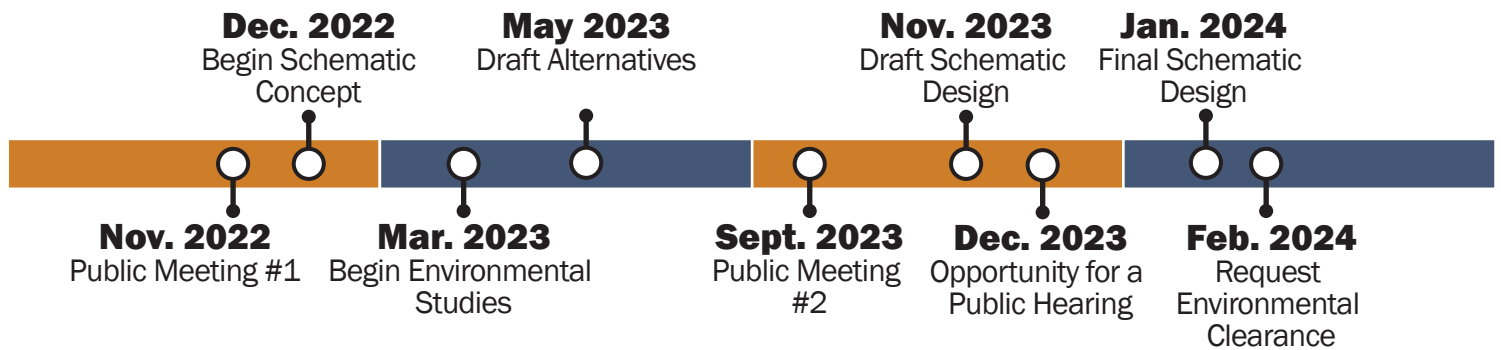 Dec. 2022
Begin Schematic
Concept
May 2023
Draft Alternatives
Nov. 2023
Draft Schematic
Design
Jan. 2024
Final Schematic
Design
Nov. 2022
Public Meeting #1
Mar. 2023
Begin Environmental
Studies
Sept. 2023
Public Meeting
#2
Dec. 2023
Opportunity for a
Public Hearing
Feb. 2024
Request
Environmental
Clearance